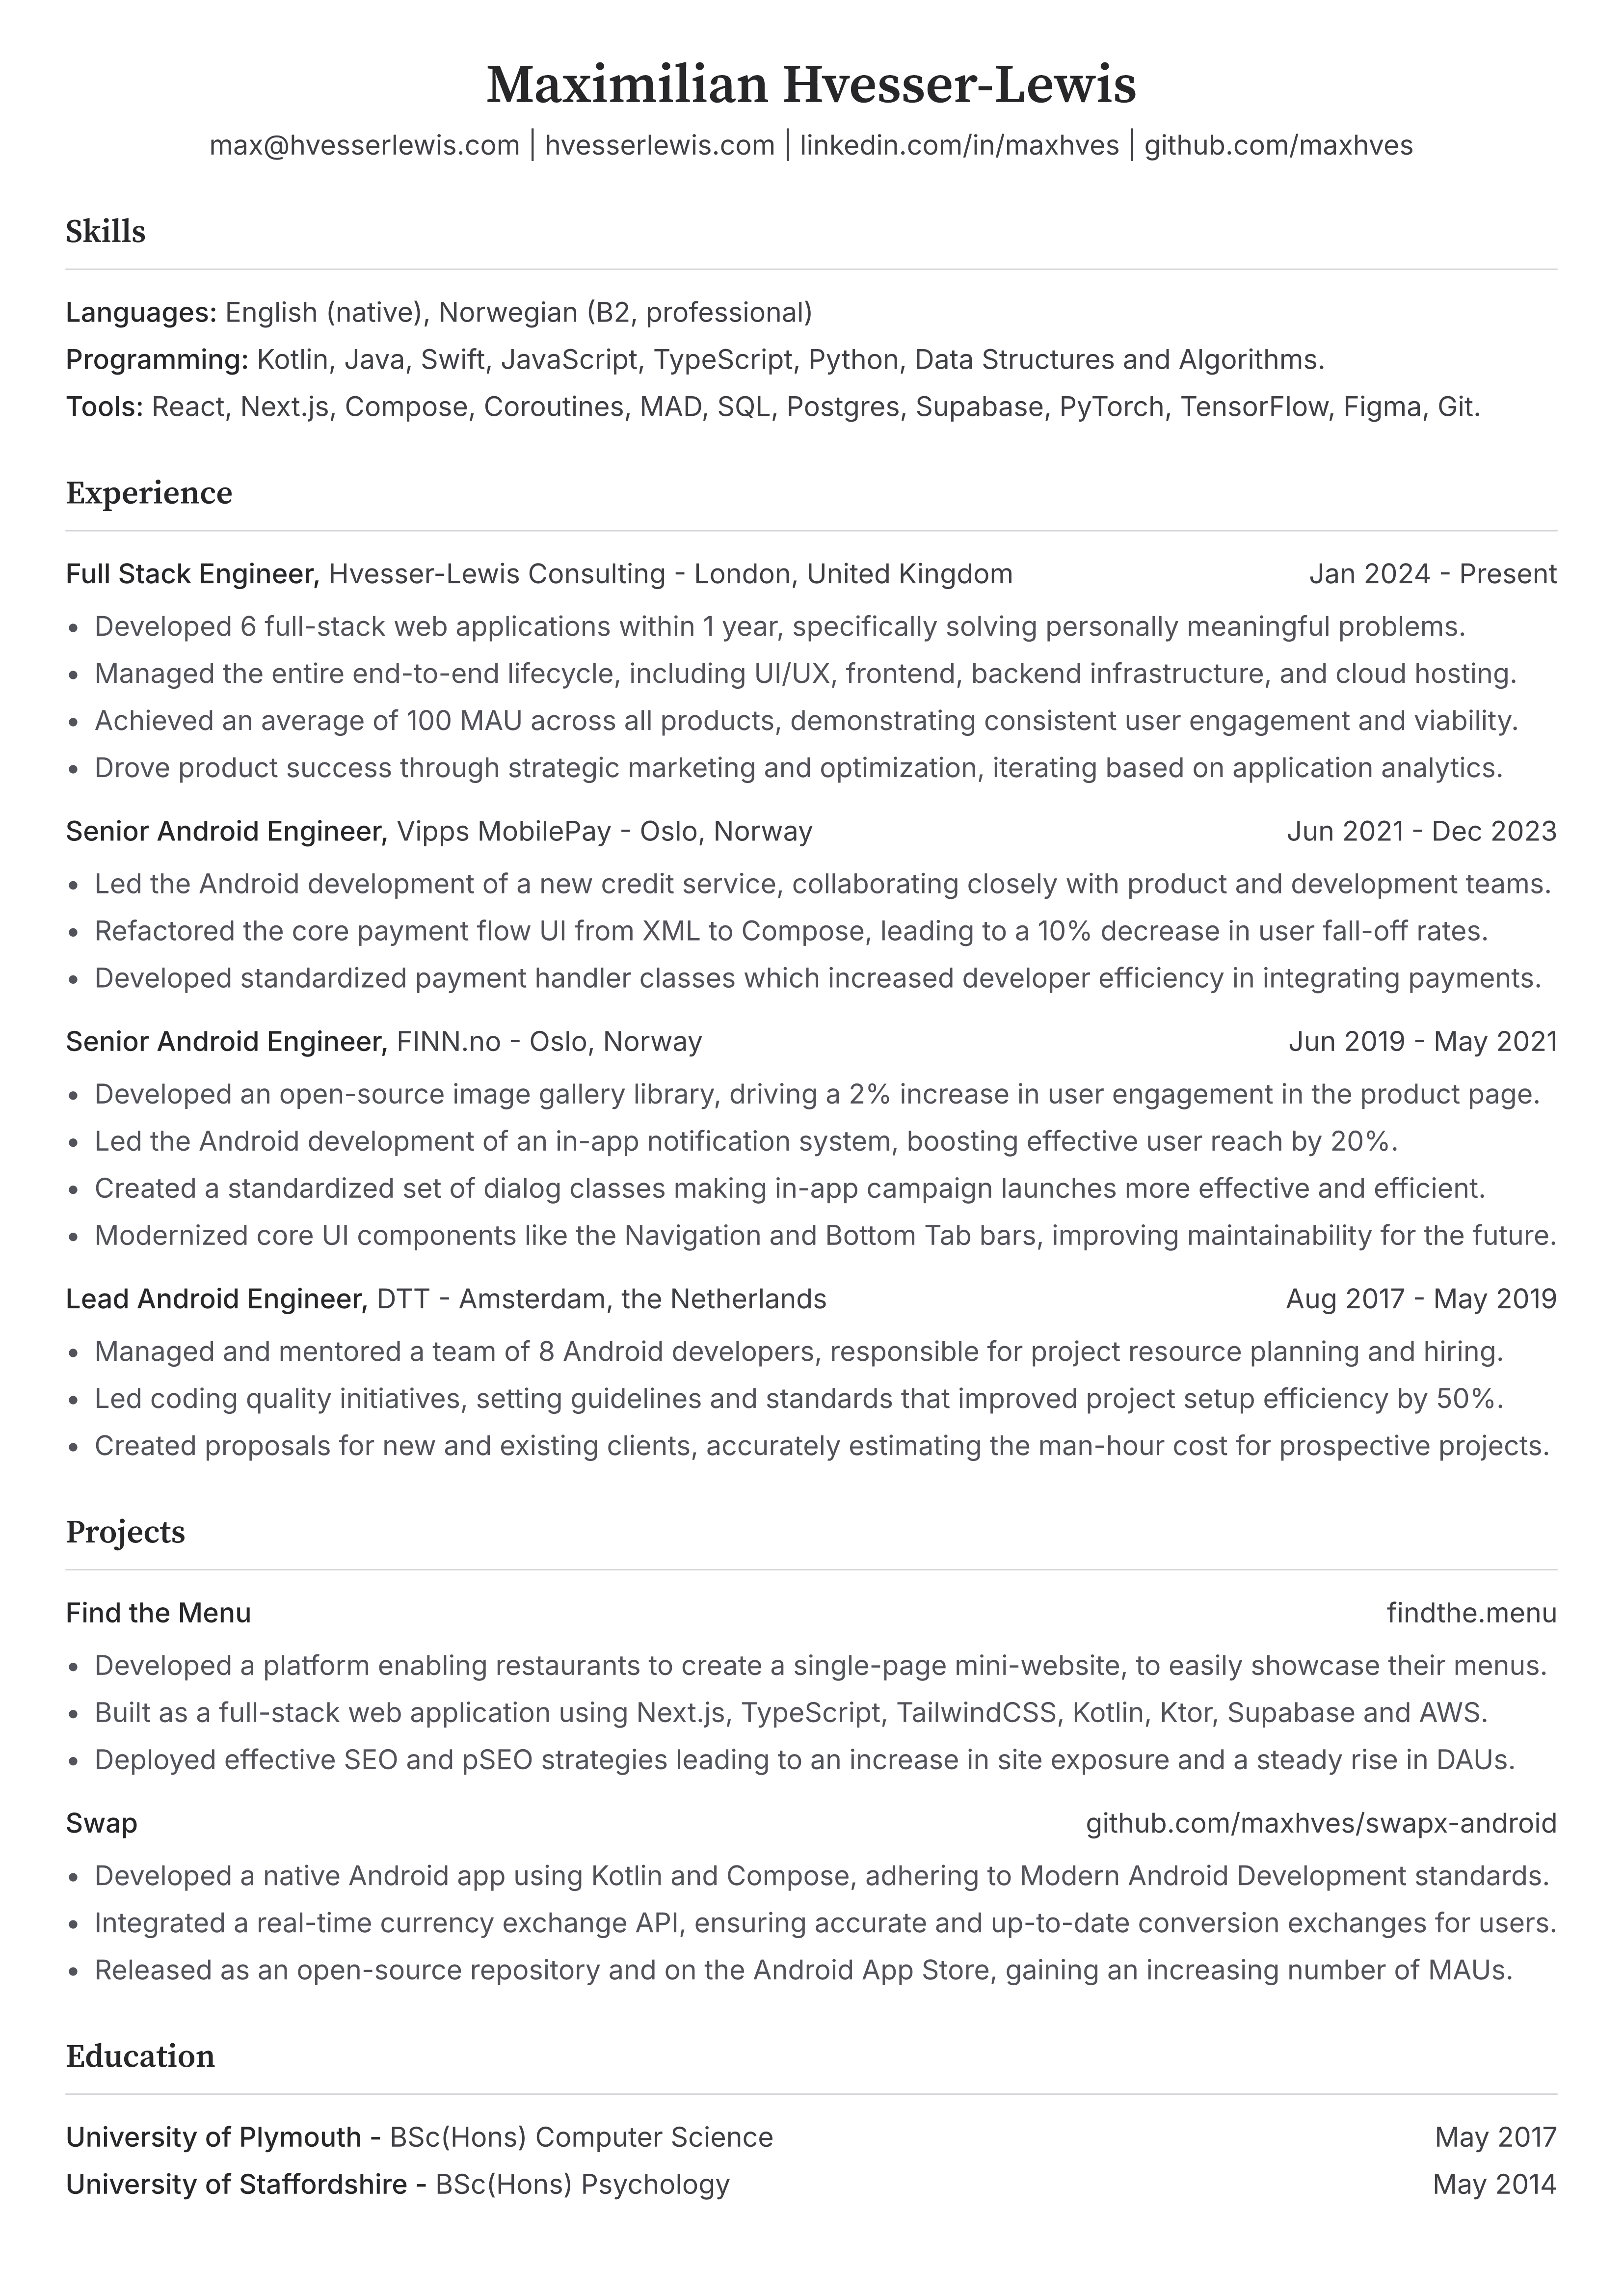 Maximilian Hvesser-Lewis
max@hvesserlewis.com | hvesserlewis.com | linkedin.com/in/maxhves | github.com/maxhves
Skills
Languages: English (native), Norwegian (B2, professional)
Programming: Kotlin, Java, Swift, JavaScript, TypeScript, Python, Data Structures and Algorithms.
Tools: React, Next.js, Compose, Coroutines, MAD, SQL, Postgres, Supabase, PyTorch, TensorFlow, Figma, Git.
Experience
Full Stack Engineer, Hvesser-Lewis Consulting - London, United Kingdom Jan 2024 - Present
• Developed 6 full-stack web applications within 1 year, specifically solving personally meaningful problems.
• Managed the entire end-to-end lifecycle, including UI/UX, frontend, backend infrastructure, and cloud hosting.
• Achieved an average of 100 MAU across all products, demonstrating consistent user engagement and viability.
• Drove product success through strategic marketing and optimization, iterating based on application analytics.
Senior Android Engineer, Vipps MobilePay - Oslo, Norway Jun 2021 - Dec 2023
• Led the Android development of a new credit service, collaborating closely with product and development teams.
• Refactored the core payment flow UI from XML to Compose, leading to a 10% decrease in user fall-off rates.
• Developed standardized payment handler classes which increased developer efficiency in integrating payments.
Senior Android Engineer, FINN.no - Oslo, Norway Jun 2019 - May 2021
• Developed an open-source image gallery library, driving a 2% increase in user engagement in the product page.
• Led the Android development of an in-app notification system, boosting effective user reach by 20%.
• Created a standardized set of dialog classes making in-app campaign launches more effective and efficient.
• Modernized core UI components like the Navigation and Bottom Tab bars, improving maintainability for the future.
Lead Android Engineer, DTT - Amsterdam, the Netherlands Aug 2017 - May 2019
• Managed and mentored a team of 8 Android developers, responsible for project resource planning and hiring.
• Led coding quality initiatives, setting guidelines and standards that improved project setup efficiency by 50%.
• Created proposals for new and existing clients, accurately estimating the man-hour cost for prospective projects.
Projects
Find the Menu findthe.menu
• Developed a platform enabling restaurants to create a single-page mini-website, to easily showcase their menus.
• Built as a full-stack web application using Next.js, TypeScript, TailwindCSS, Kotlin, Ktor, Supabase and AWS.
• Deployed effective SEO and pSEO strategies leading to an increase in site exposure and a steady rise in DAUs.
Swap github.com/maxhves/swapx-android
• Developed a native Android app using Kotlin and Compose, adhering to Modern Android Development standards.
• Integrated a real-time currency exchange API, ensuring accurate and up-to-date conversion exchanges for users.
• Released as an open-source repository and on the Android App Store, gaining an increasing number of MAUs.
Education
University of Plymouth - BSc(Hons) Computer Science May 2017
University of Staffordshire - BSc(Hons) Psychology May 2014